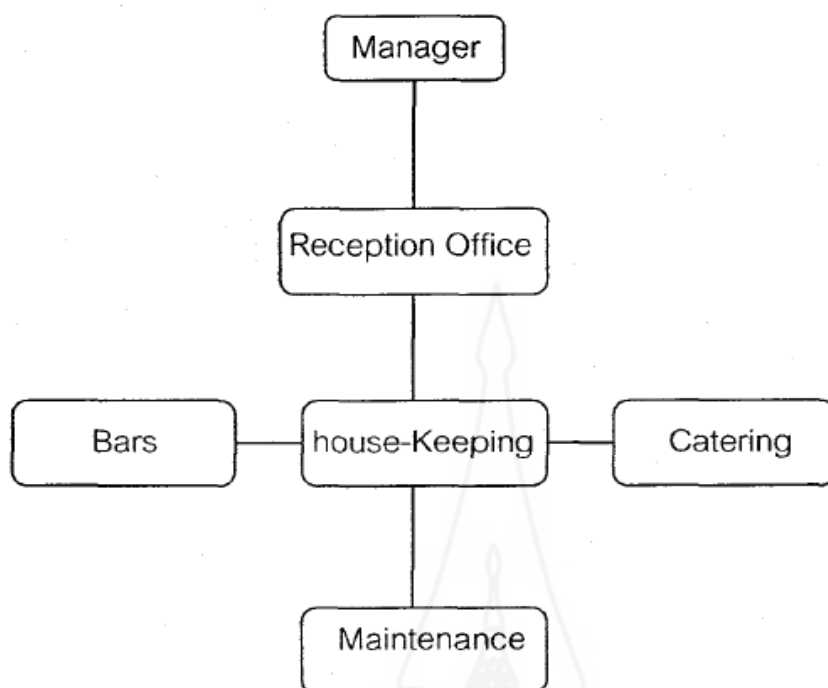 Manager
Reception Office
Bars
house-Keeping
Catering
Maintenance